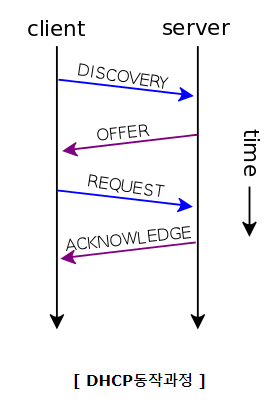 client
server
DISCOVERY
OFFER
time
REQUEST
ACKNOWLEDGE
[ DHCP동작과정 ]